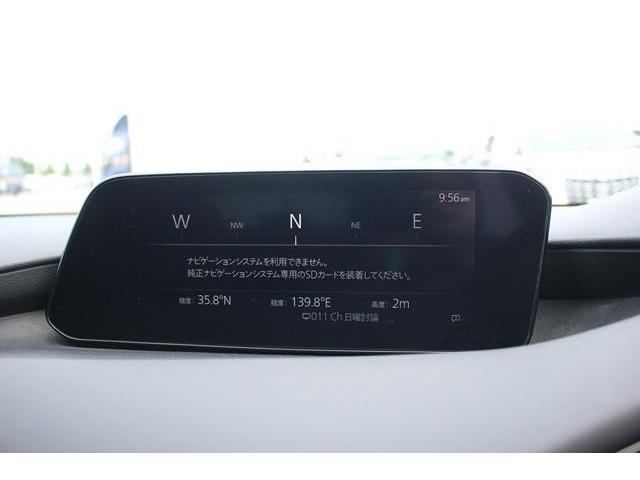 9:56am
W NW N NE E
ナビゲーションシステムを利用できません。
純正ナビゲーションシステム専用のSDカードを装着してください。
緯度: 35.8°N 経度: 139.8°E 高度: 2m
011 Ch 日曜討論 ...